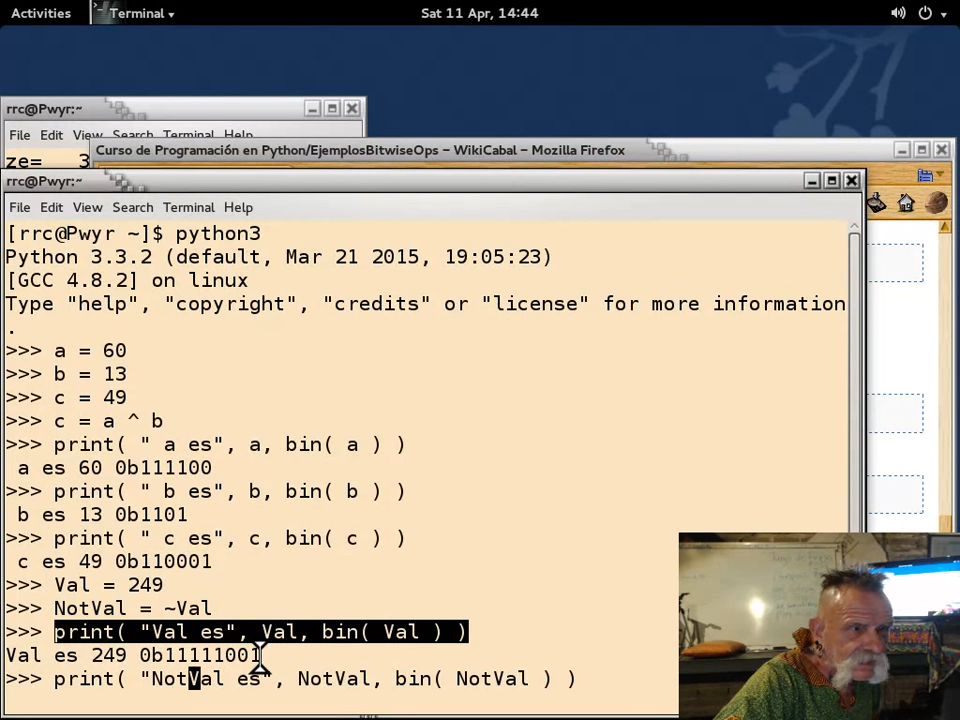 Activities Terminal Sat 11 Apr, 14:44
rrc@Pwyr:~
File Edit View Search Terminal Help
ze= 3
Curso de Programación en Python/EjemplosBitwiseOps – WikiCabal – Mozilla Firefox
rrc@Pwyr:~
File Edit View Search Terminal Help
[rrc@Pwyr ~]$ python3
Python 3.3.2 (default, Mar 21 2015, 19:05:23)
[GCC 4.8.2] on linux
Type "help", "copyright", "credits" or "license" for more information
.
>>> a = 60
>>> b = 13
>>> c = 49
>>> c = a ^ b
>>> print( " a es", a, bin( a ) )
 a es 60 0b111100
>>> print( " b es", b, bin( b ) )
 b es 13 0b1101
>>> print( " c es", c, bin( c ) )
 c es 49 0b110001
>>> Val = 249
>>> NotVal = ~Val
>>> print( "Val es", Val, bin( Val ) )
Val es 249 0b11111001
>>> print( "NotVal es", NotVal, bin( NotVal ) )